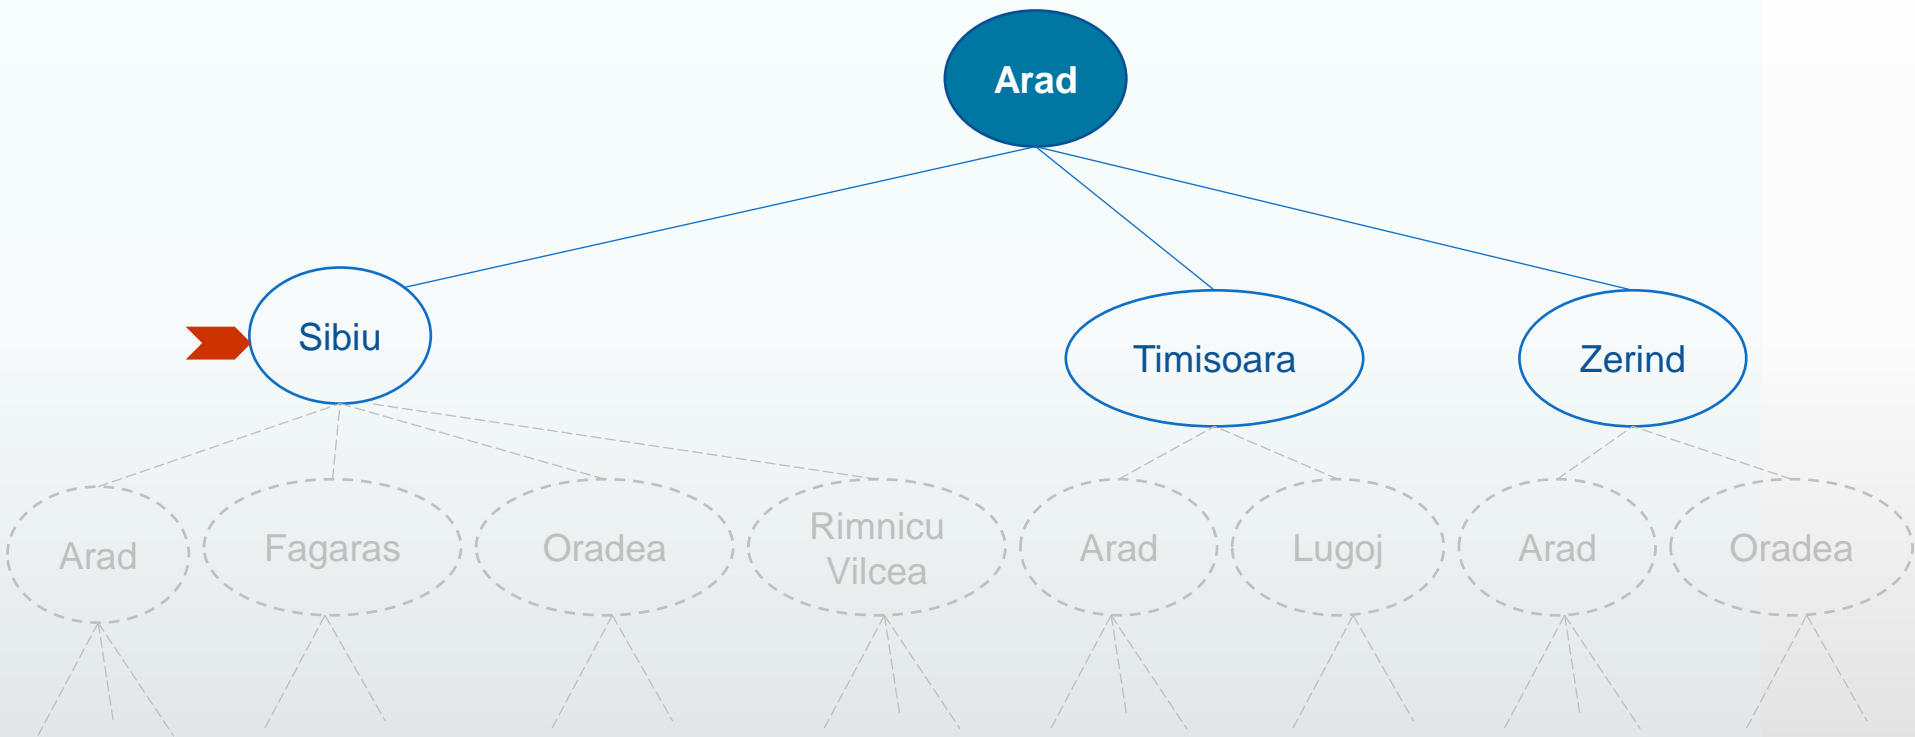 Arad
Sibiu
Timisoara
Zerind
Arad
Fagaras
Oradea
Rimnicu
Vilcea
Arad
Lugoj
Arad
Oradea